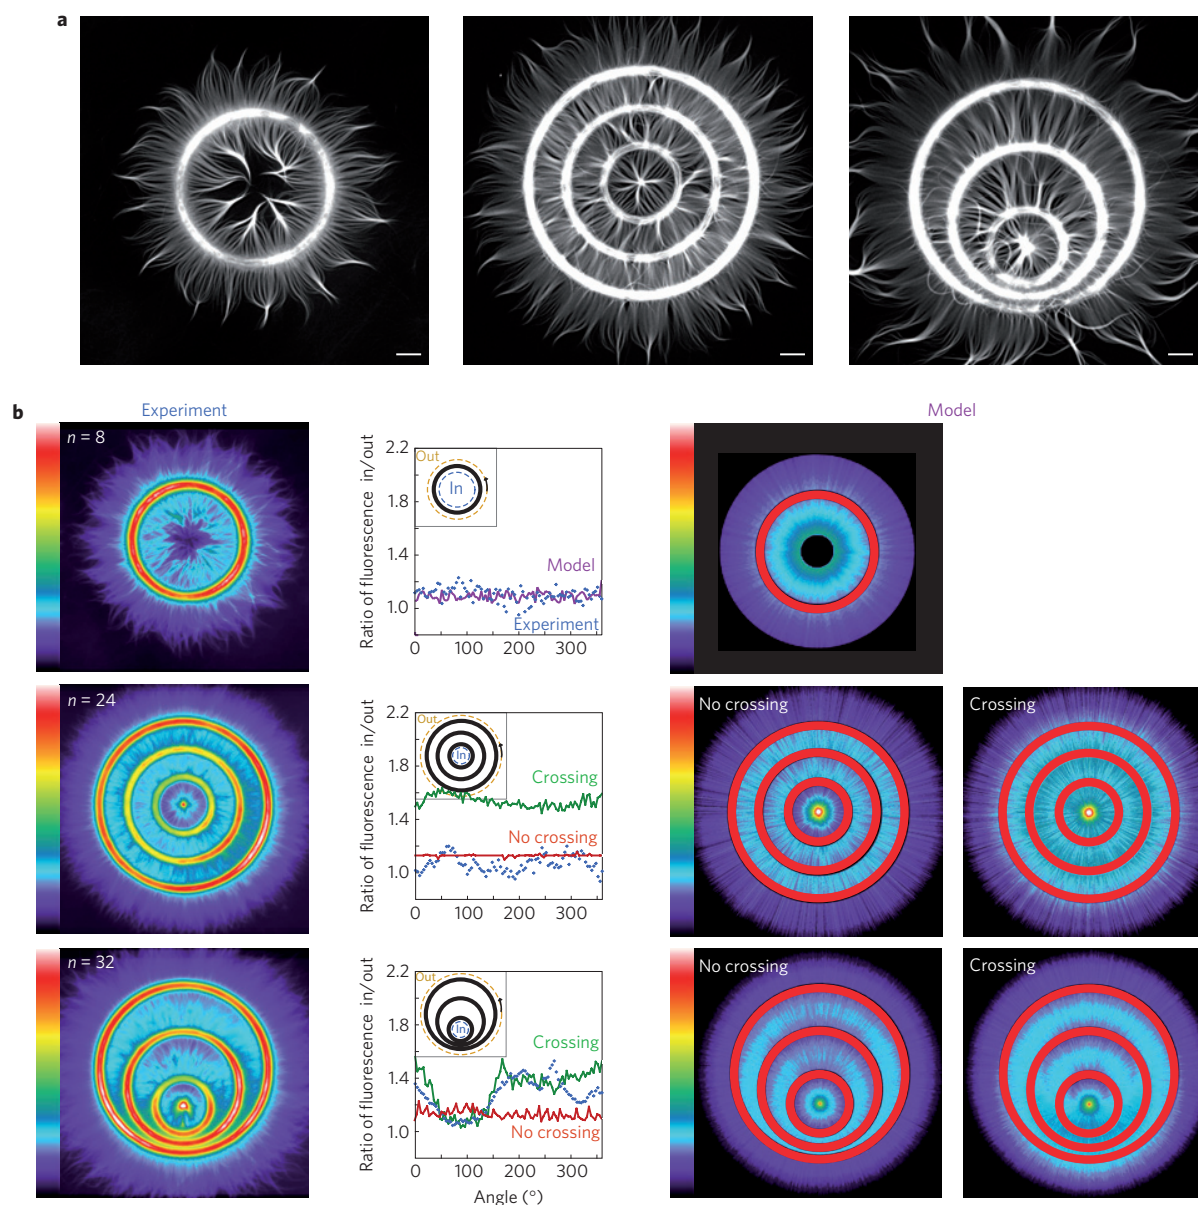 a
b
Experiment
Model
n = 8
Ratio of fluorescence in/out
2.2
1.8
1.4
1.0
0
100
200
300
Out
In
Model
Experiment
n = 24
Ratio of fluorescence in/out
2.2
1.8
1.4
1.0
0
100
200
300
Out
In
Crossing
No crossing
No crossing
Crossing
n = 32
Ratio of fluorescence in/out
2.2
1.8
1.4
1.0
0
100
200
300
Angle (°)
Out
In
Crossing
No crossing
No crossing
Crossing